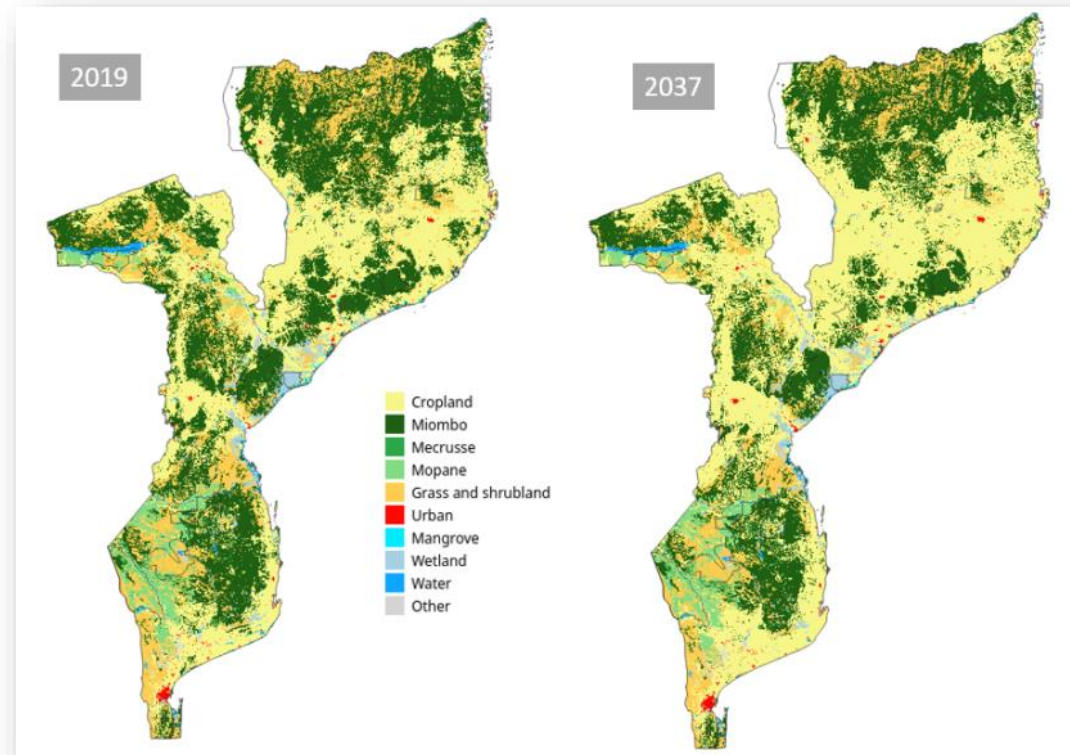 2019
2037
Cropland
Miombo
Mecrusse
Mopane
Grass and shrubland
Urban
Mangrove
Wetland
Water
Other